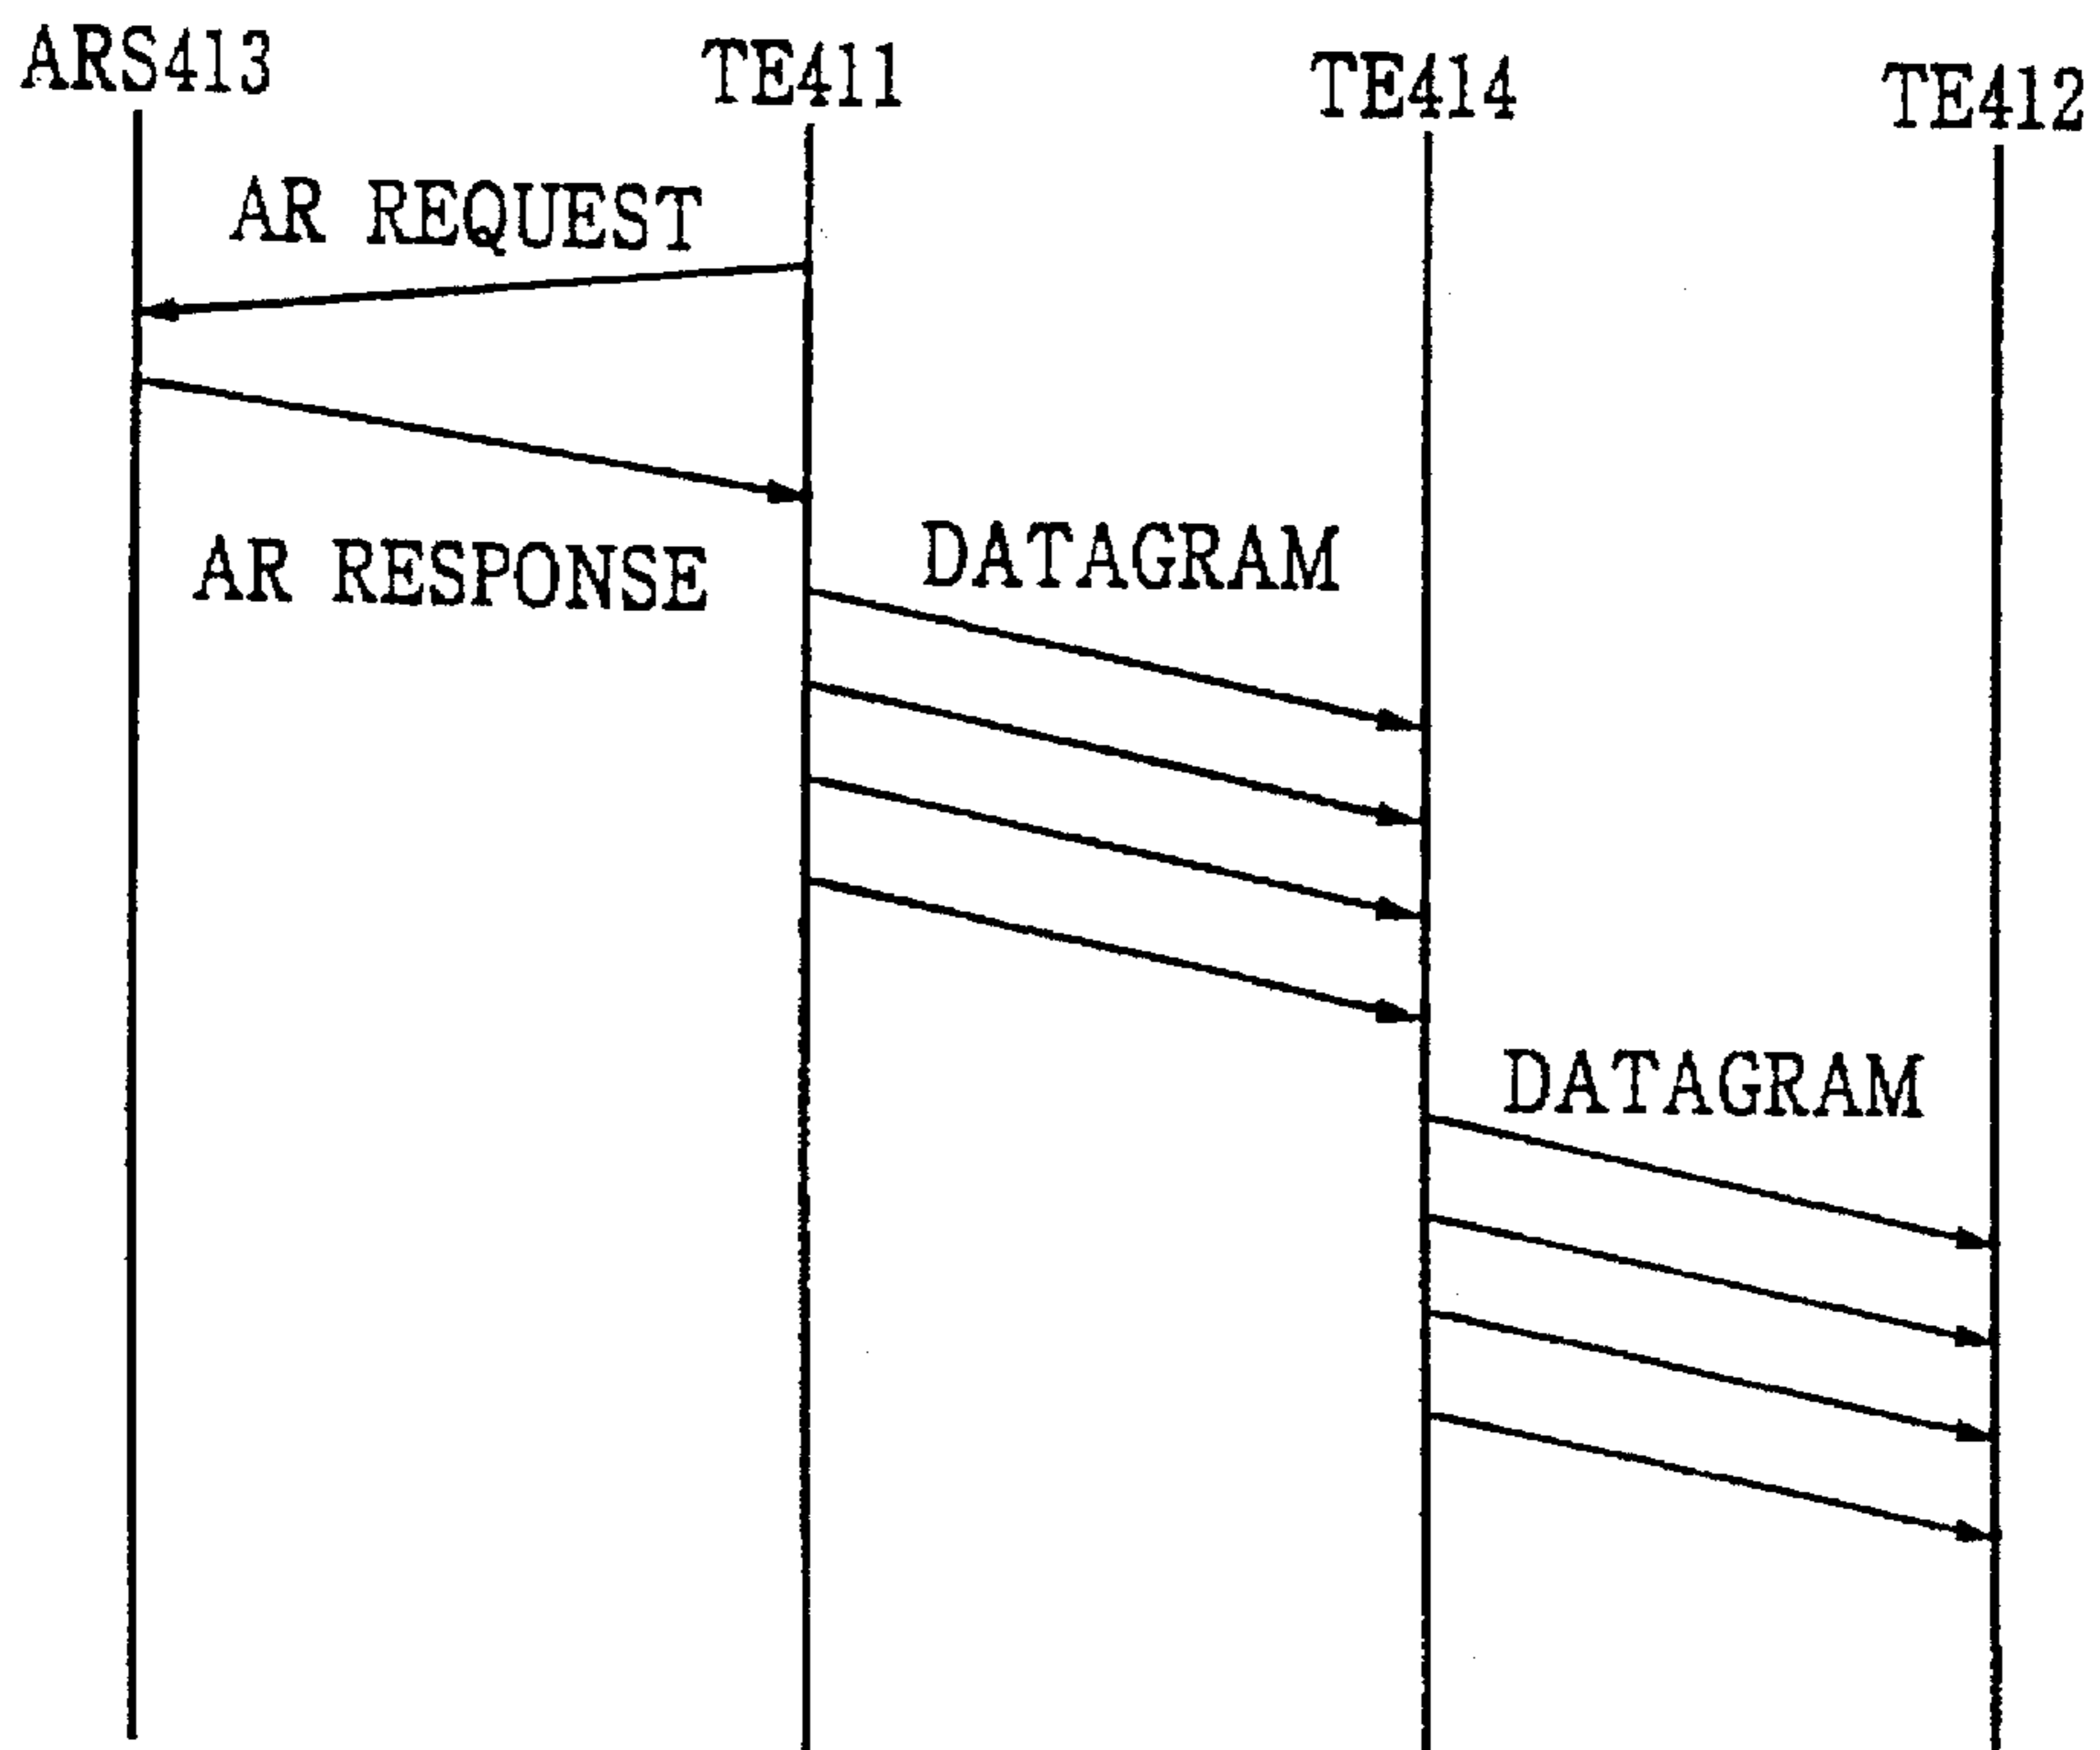 ARS413
TE411
TE414
TE412
AR REQUEST
AR RESPONSE
DATAGRAM
DATAGRAM